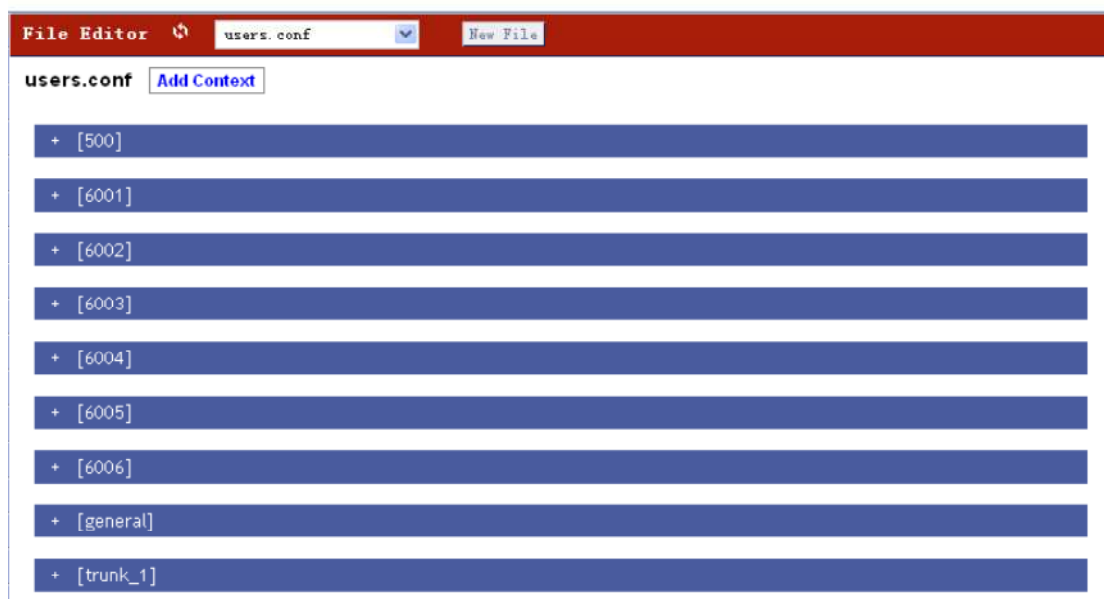 File Editor users.conf New File
users.conf Add Context
+ [500]
+ [6001]
+ [6002]
+ [6003]
+ [6004]
+ [6005]
+ [6006]
+ [general]
+ [trunk_1]